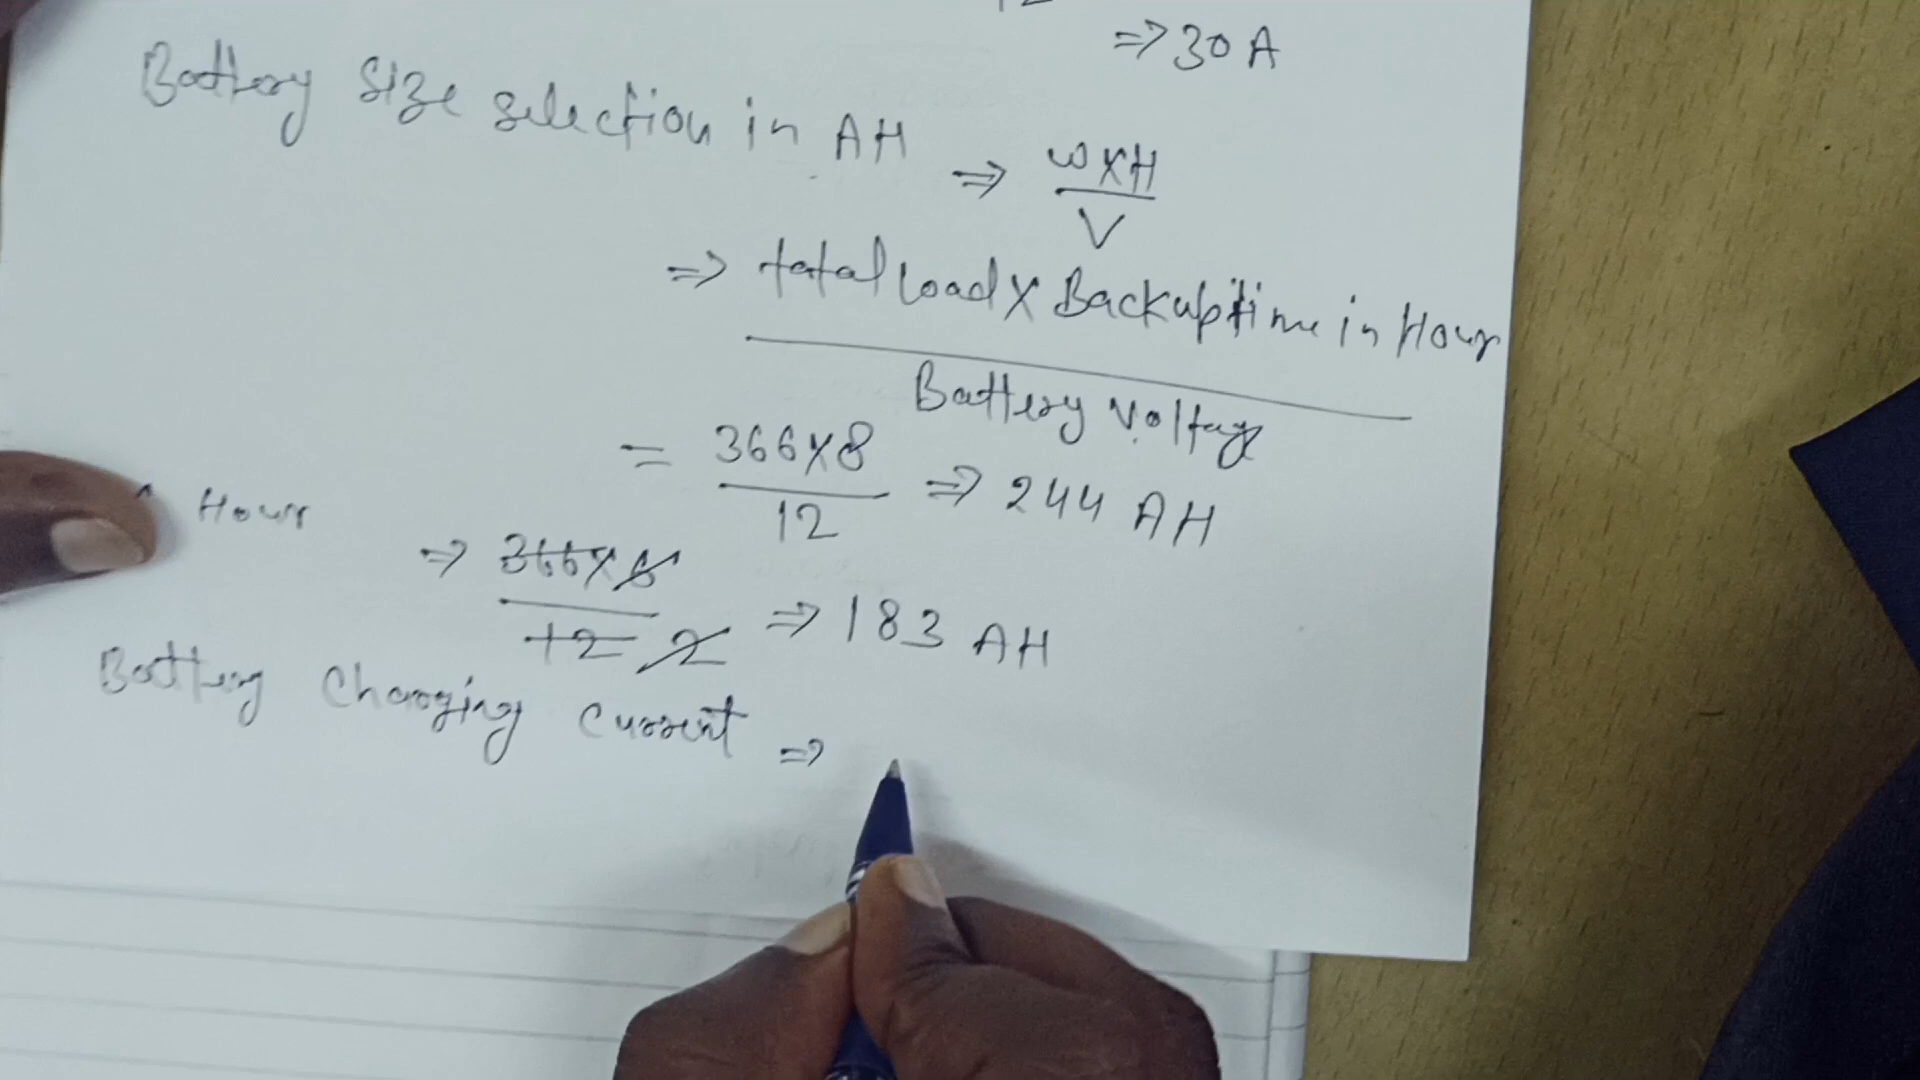 ⇒ 30 A
Battery Size selection in AH ⇒ W×H / V
⇒ total load × Backup time in Hour / Battery Voltage
= 366×8 / 12 ⇒ 244 AH
Hour
⇒ 366×6 / 12 2 ⇒ 183 AH
Battery Charging current ⇒